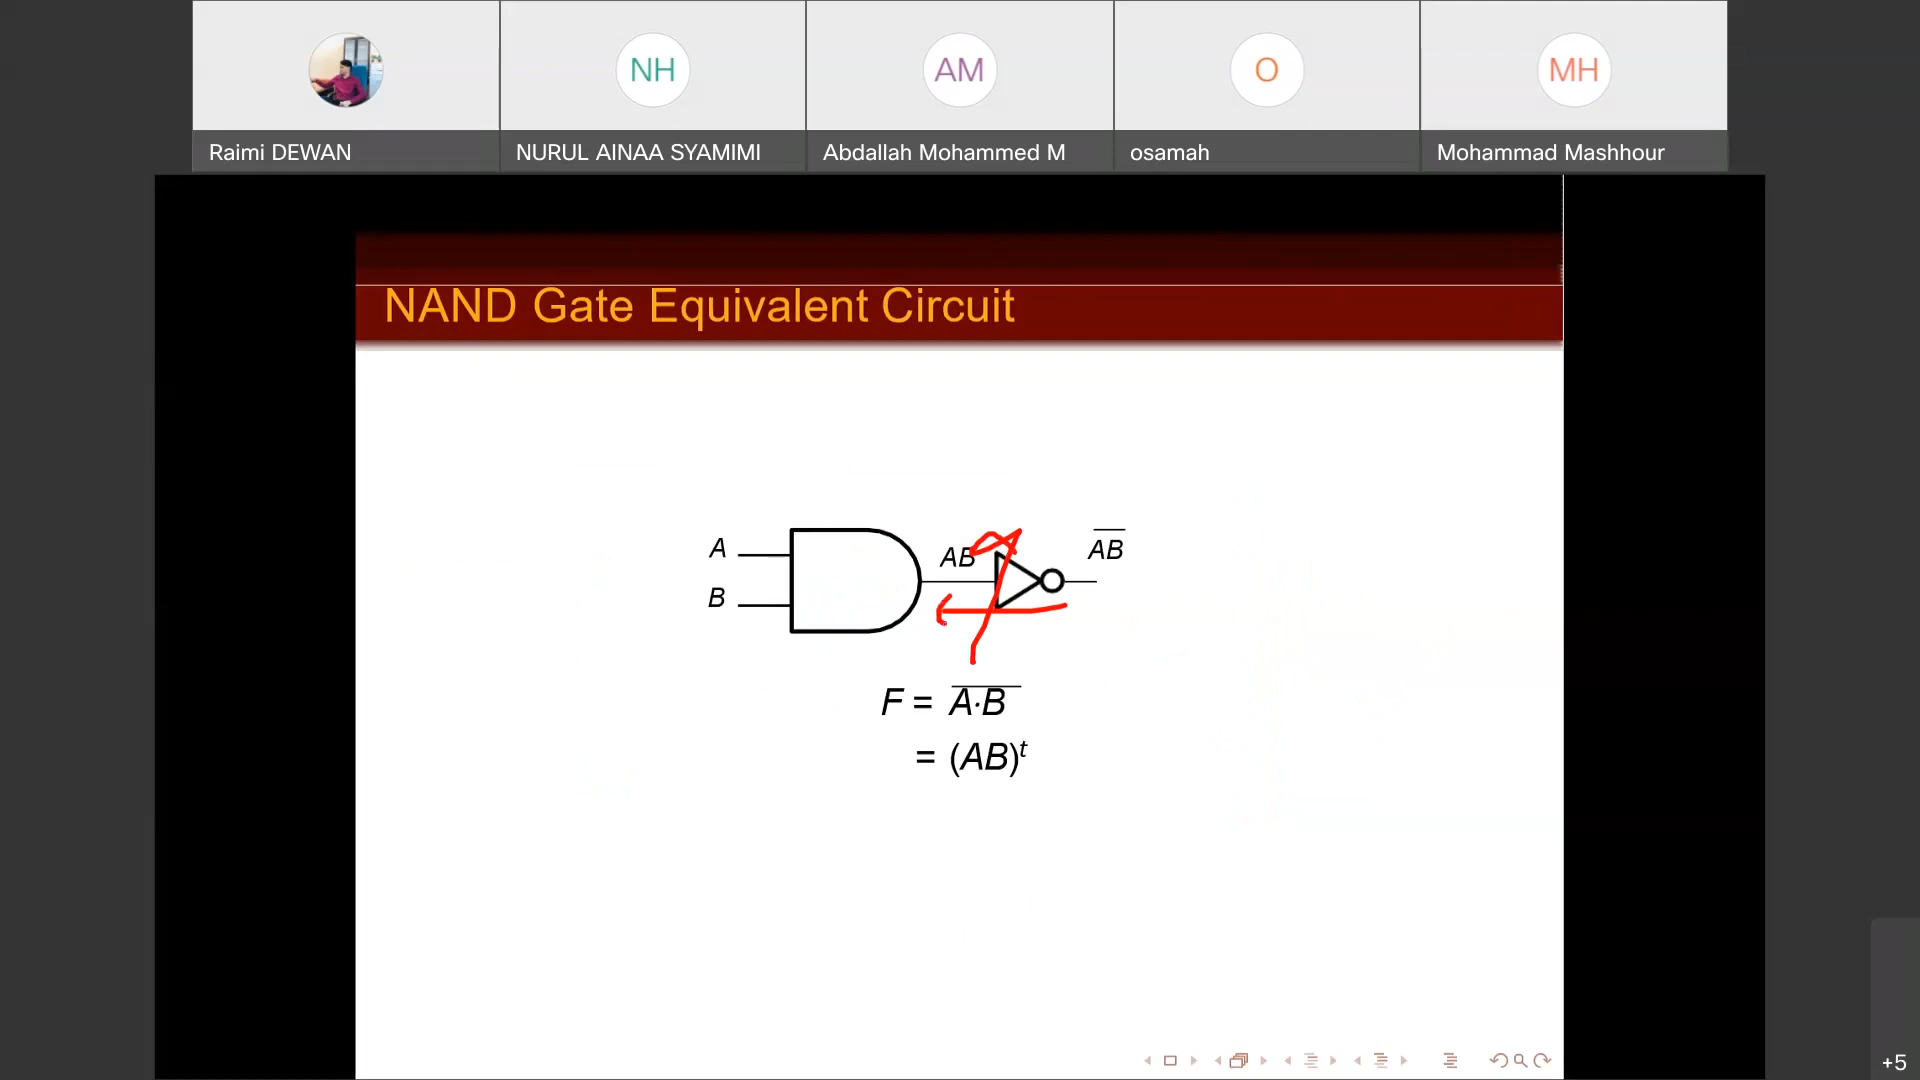 NH
AM
O
MH
Raimi DEWAN
NURUL AINAA SYAMIMI
Abdallah Mohammed M
osamah
Mohammad Mashhour
NAND Gate Equivalent Circuit
A
B
AB
A̅B̅
F = A̅·̅B̅
= (AB)ᵗ
+5